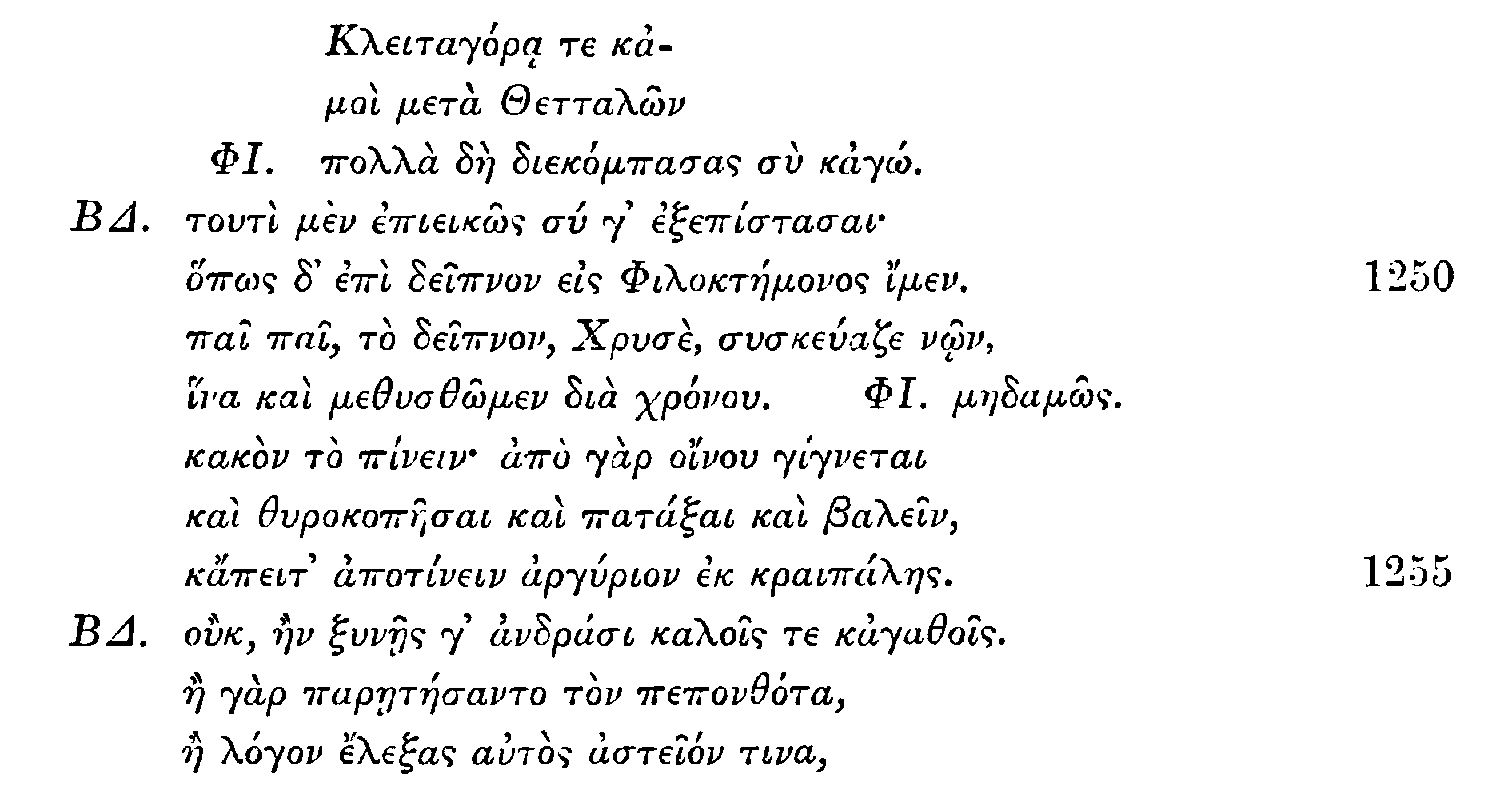 Κλειταγόρᾳ τε κἀ-
μοὶ μετὰ Θετταλῶν
ΦΙ. πολλὰ δὴ διεκόμπασας σὺ κἀγώ.
ΒΔ. τουτὶ μὲν ἐπιεικῶς σύ γ’ ἐξεπίστασαι·
ὅπως δ’ ἐπὶ δεῖπνον εἰς Φιλοκτήμονος ἴμεν. 1250
παῖ παῖ, τὸ δεῖπνον, Χρυσὲ, συσκεύαζε νῷν,
ἵνα καὶ μεθυσθῶμεν διὰ χρόνου. ΦΙ. μηδαμῶς.
κακὸν τὸ πίνειν· ἀπὸ γὰρ οἴνου γίγνεται
καὶ θυροκοπῆσαι καὶ πατάξαι καὶ βαλεῖν,
κἄπειτ’ ἀποτίνειν ἀργύριον ἐκ κραιπάλης. 1255
ΒΔ. οὒκ, ἢν ξυνῇς γ’ ἀνδράσι καλοῖς τε κἀγαθοῖς.
ἢ γὰρ παρῃτήσαντο τὸν πεπονθότα,
ἢ λόγον ἔλεξας αὐτὸς ἀστεῖόν τινα,